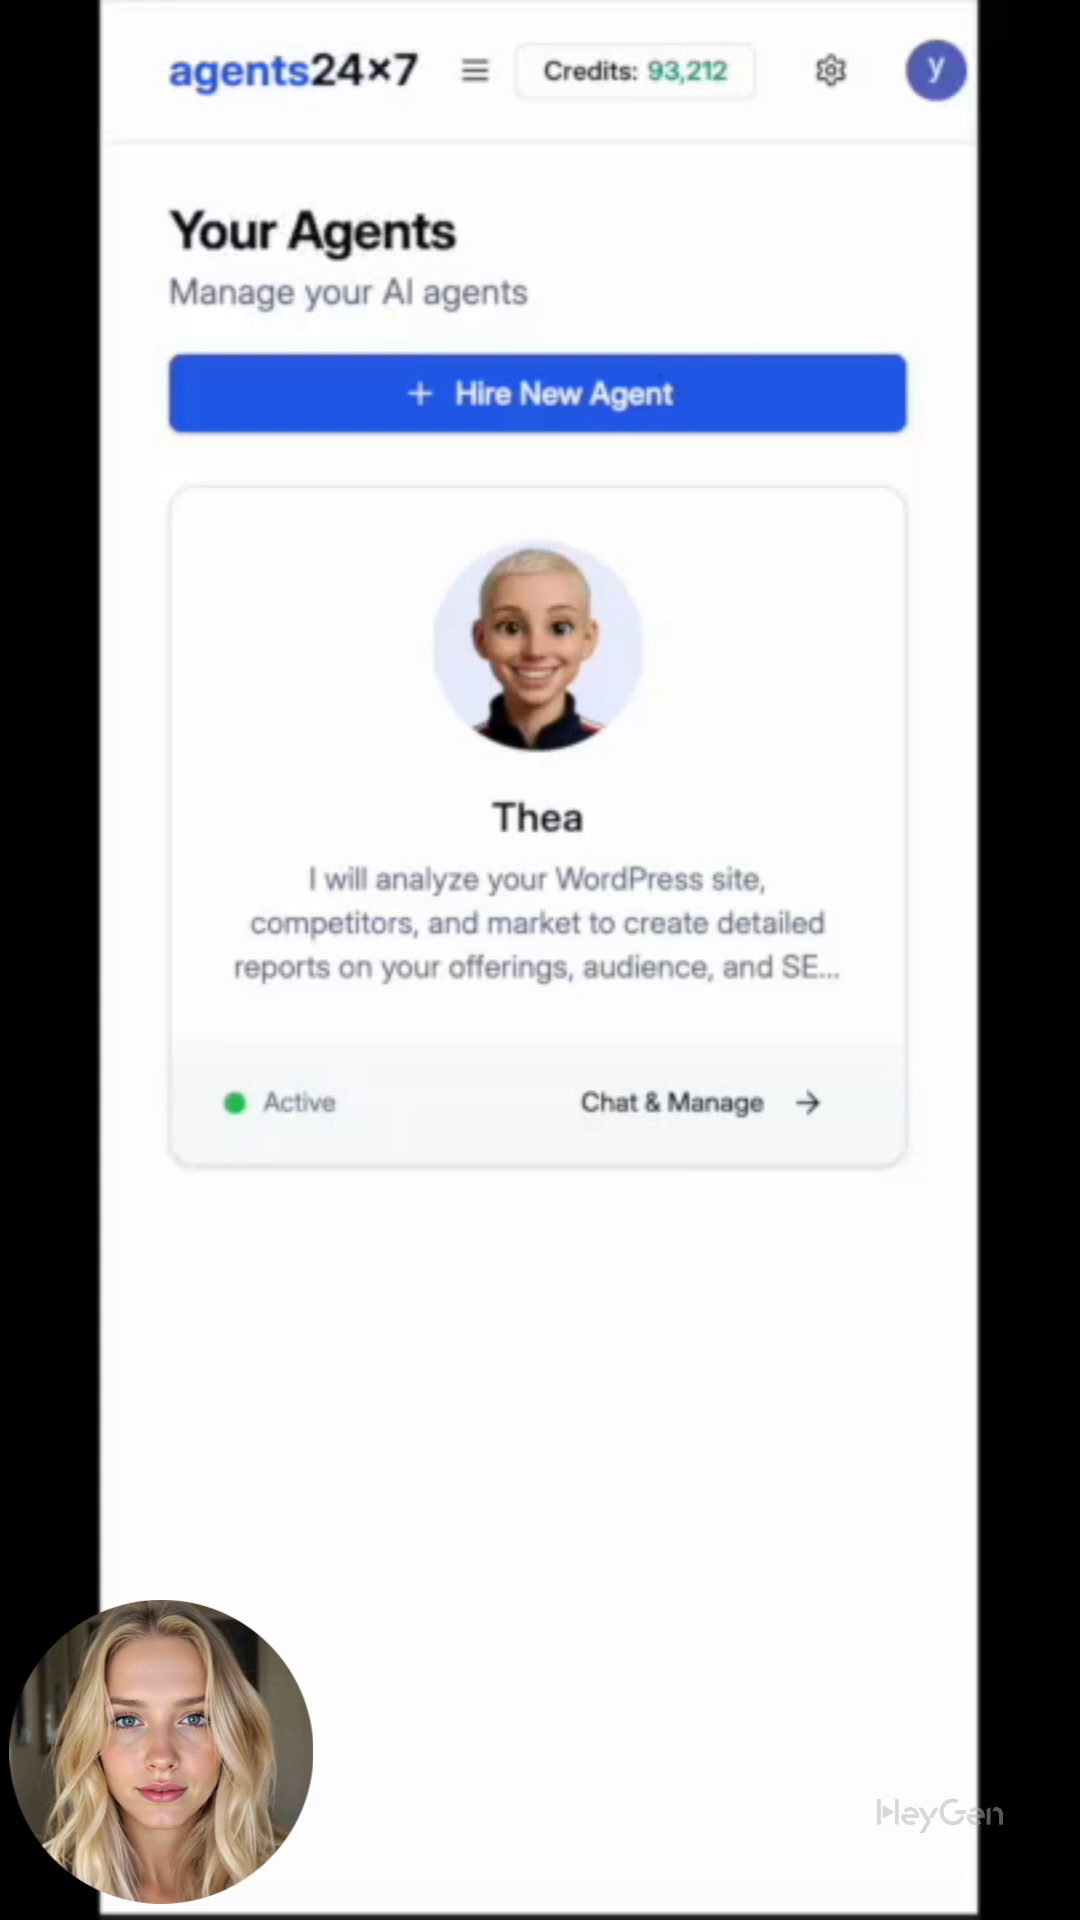 agents24×7
Credits: 93,212
y
Your Agents
Manage your AI agents
+ Hire New Agent
Thea
I will analyze your WordPress site,
competitors, and market to create detailed
reports on your offerings, audience, and SE...
Active
Chat & Manage →
HeyGen